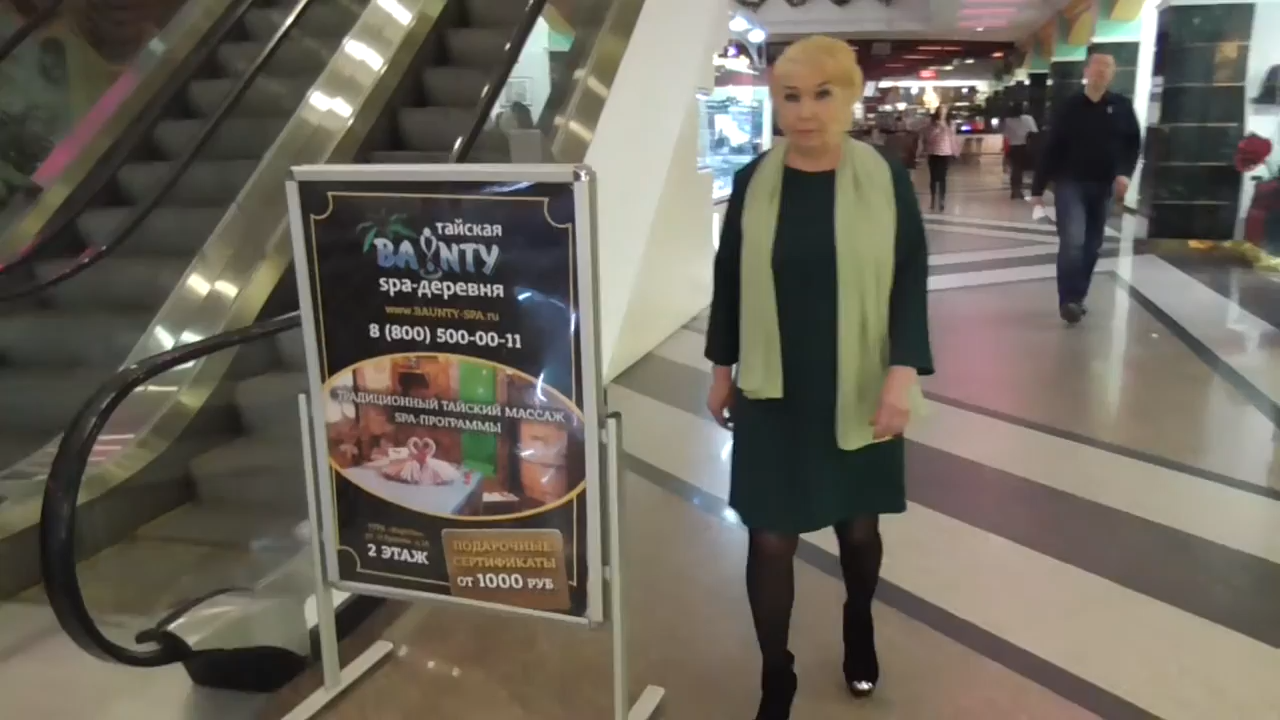 тайская
BAUNTY
spa-деревня
www.BAUNTY-SPA.ru
8 (800) 500-00-11
ТРАДИЦИОННЫЙ ТАЙСКИЙ МАССАЖ
SPA-ПРОГРАММЫ
2 ЭТАЖ
ПОДАРОЧНЫЕ
СЕРТИФИКАТЫ
ОТ 1000 РУБ